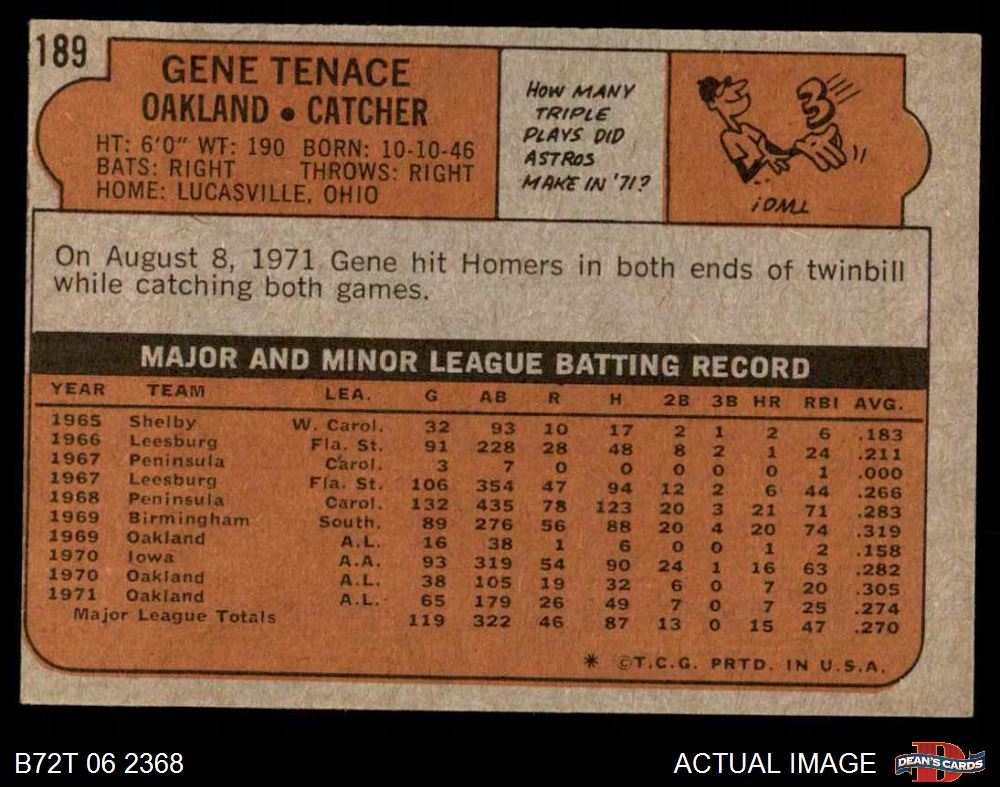 189
GENE TENACE
OAKLAND • CATCHER
HT: 6'0" WT: 190 BORN: 10-10-46
BATS: RIGHT THROWS: RIGHT
HOME: LUCASVILLE, OHIO
HOW MANY
TRIPLE
PLAYS DID
ASTROS
MAKE IN '71?
3
TWO!
On August 8, 1971 Gene hit Homers in both ends of twinbill
while catching both games.
MAJOR AND MINOR LEAGUE BATTING RECORD
YEAR TEAM LEA. G AB R H 2B 3B HR RBI AVG.
1965 Shelby W. Carol. 32 93 10 17 2 1 2 6 .183
1966 Leesburg Fla. St. 91 228 28 48 8 2 1 24 .211
1967 Peninsula Carol. 3 7 0 0 0 0 0 1 .000
1967 Leesburg Fla. St. 106 354 47 94 12 2 6 44 .266
1968 Peninsula Carol. 132 435 78 123 20 3 21 71 .283
1969 Birmingham South. 89 276 56 88 20 4 20 74 .319
1969 Oakland A.L. 16 38 1 6 0 0 1 2 .158
1970 Iowa A.A. 93 319 54 90 24 1 16 63 .282
1970 Oakland A.L. 38 105 19 32 6 0 7 20 .305
1971 Oakland A.L. 65 179 26 49 7 0 7 25 .274
Major League Totals 119 322 46 87 13 0 15 47 .270
* ©T.C.G. PRTD. IN U.S.A.
B72T 06 2368
ACTUAL IMAGE
DEAN'S CARDS